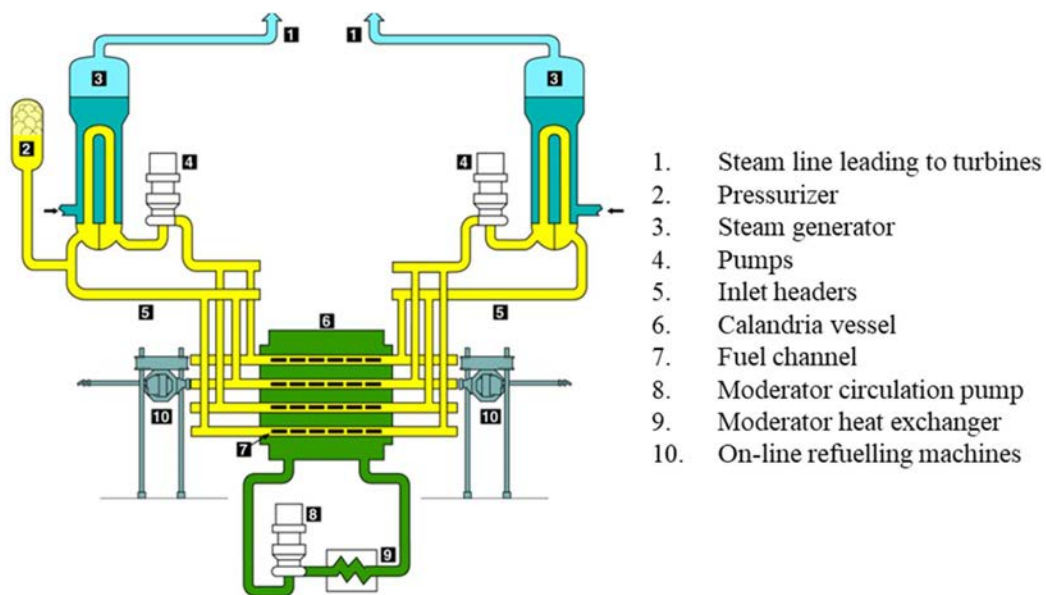 1
1
3
3
2
4
4
5
6
5
10
7
10
8
9
1. Steam line leading to turbines
2. Pressurizer
3. Steam generator
4. Pumps
5. Inlet headers
6. Calandria vessel
7. Fuel channel
8. Moderator circulation pump
9. Moderator heat exchanger
10. On-line refuelling machines